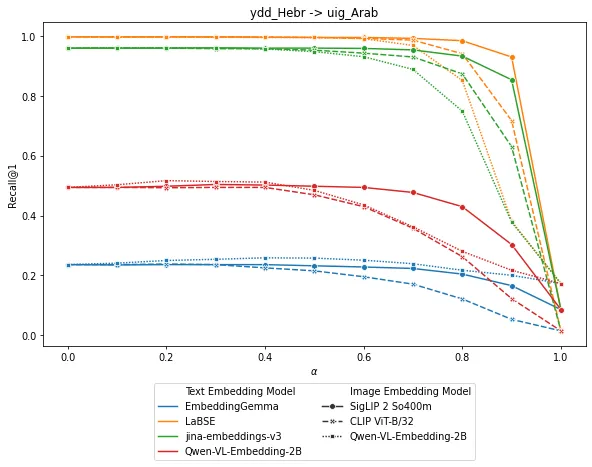 ydd_Hebr -> uig_Arab
1.0
0.8
0.6
0.4
0.2
0.0
Recall@1
0.0 0.2 0.4 0.6 0.8 1.0
α
Text Embedding Model
EmbeddingGemma
LaBSE
jina-embeddings-v3
Qwen-VL-Embedding-2B
Image Embedding Model
SigLIP 2 So400m
CLIP ViT-B/32
Qwen-VL-Embedding-2B